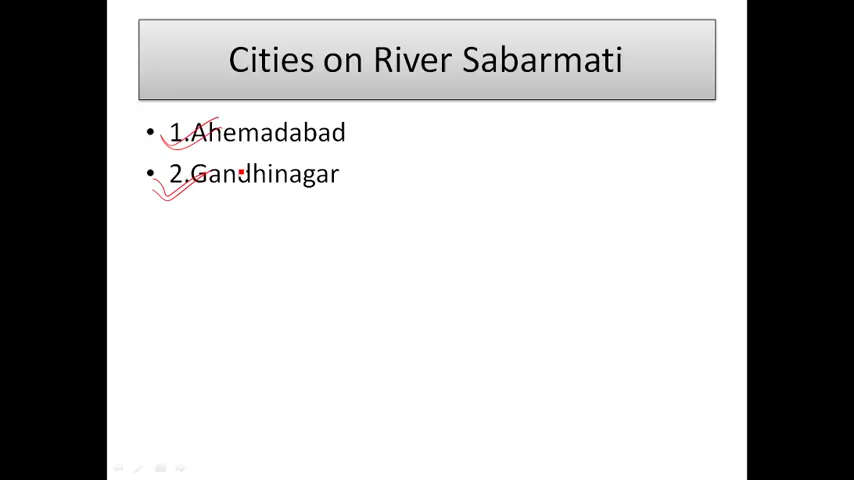 Cities on River Sabarmati
• 1.Ahemadabad
• 2.Gandhinagar